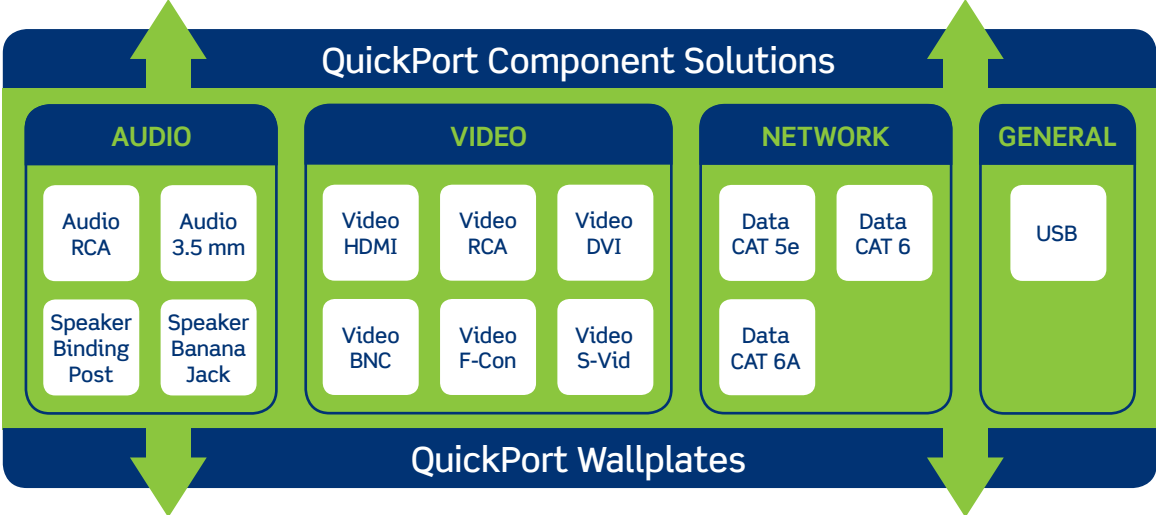 QuickPort Component Solutions
AUDIO
Audio
RCA
Audio
3.5 mm
Speaker
Binding
Post
Speaker
Banana
Jack
VIDEO
Video
HDMI
Video
RCA
Video
DVI
Video
BNC
Video
F-Con
Video
S-Vid
NETWORK
Data
CAT 5e
Data
CAT 6
Data
CAT 6A
GENERAL
USB
QuickPort Wallplates